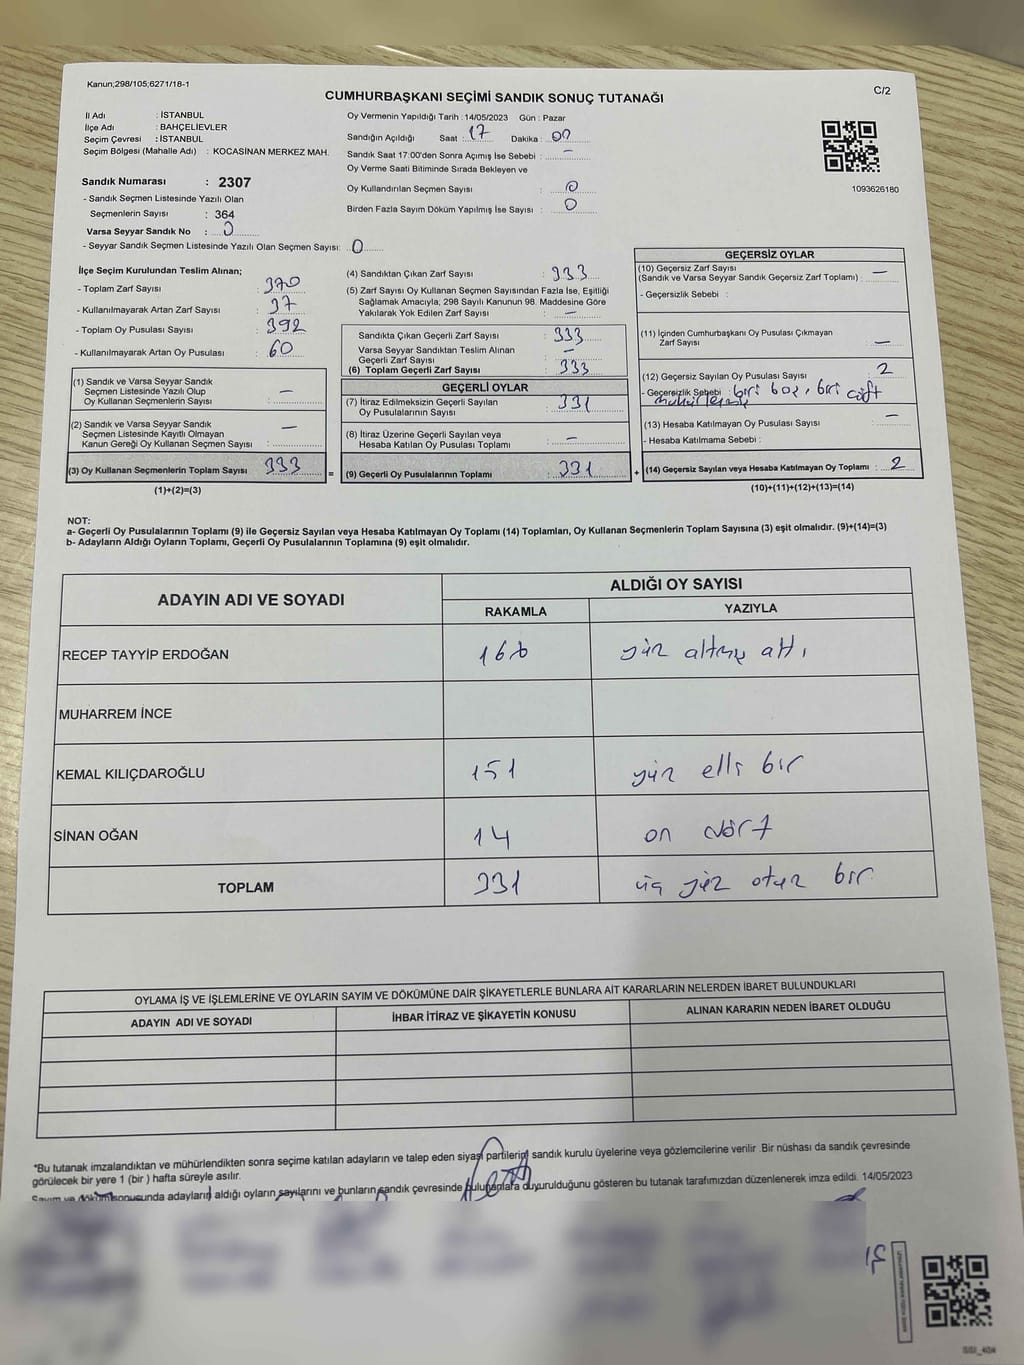 Kanun;298/105;6271/18-1
C/2
CUMHURBAŞKANI SEÇİMİ SANDIK SONUÇ TUTANAĞI
İl Adı : İSTANBUL
İlçe Adı : BAHÇELİEVLER
Seçim Çevresi : İSTANBUL
Seçim Bölgesi (Mahalle Adı) : KOCASİNAN MERKEZ MAH.
Sandık Numarası : 2307
- Sandık Seçmen Listesinde Yazılı Olan
Seçmenlerin Sayısı : 364
Varsa Seyyar Sandık No : 0
- Seyyar Sandık Seçmen Listesinde Yazılı Olan Seçmen Sayısı: 0
Oy Vermenin Yapıldığı Tarih : 14/05/2023 Gün : Pazar
Sandığın Açıldığı Saat : 17 Dakika : 00
Sandık Saat 17:00'den Sonra Açımış İse Sebebi : —
Oy Verme Saati Bitiminde Sırada Bekleyen ve
Oy Kullandırılan Seçmen Sayısı : 0
Birden Fazla Sayım Döküm Yapılmış İse Sayısı : 0
1093626180
İlçe Seçim Kurulundan Teslim Alınan;
- Toplam Zarf Sayısı : 370
- Kullanılmayarak Artan Zarf Sayısı : 37
- Toplam Oy Pusulası Sayısı : 392
- Kullanılmayarak Artan Oy Pusulası : 60
(1) Sandık ve Varsa Seyyar Sandık
Seçmen Listesinde Yazılı Olup
Oy Kullanan Seçmenlerin Sayısı : —
(2) Sandık ve Varsa Seyyar Sandık
Seçmen Listesinde Kayıtlı Olmayan
Kanun Gereği Oy Kullanan Seçmen Sayısı : —
(3) Oy Kullanan Seçmenlerin Toplam Sayısı : 333
(1)+(2)=(3)
(4) Sandıktan Çıkan Zarf Sayısı : 333
(5) Zarf Sayısı Oy Kullanan Seçmen Sayısından Fazla İse, Eşitliği
Sağlamak Amacıyla; 298 Sayılı Kanunun 98. Maddesine Göre
Yakılarak Yok Edilen Zarf Sayısı : —
Sandıkta Çıkan Geçerli Zarf Sayısı : 333
Varsa Seyyar Sandıktan Teslim Alınan
Geçerli Zarf Sayısı : —
(6) Toplam Geçerli Zarf Sayısı : 333
GEÇERLİ OYLAR
(7) İtiraz Edilmeksizin Geçerli Sayılan
Oy Pusulalarının Sayısı : 331
(8) İtiraz Üzerine Geçerli Sayılan veya
Hesaba Katılan Oy Pusulası Toplamı : —
= (9) Geçerli Oy Pusulalarının Toplamı : 331 +
GEÇERSİZ OYLAR
(10) Geçersiz Zarf Sayısı
(Sandık ve Varsa Seyyar Sandık Geçersiz Zarf Toplamı) : —
- Geçersizlik Sebebi :
(11) İçinden Cumhurbaşkanı Oy Pusulası Çıkmayan
Zarf Sayısı : —
(12) Geçersiz Sayılan Oy Pusulası Sayısı : 2
- Geçersizlik Sebebi : biri boş, biri çift
(13) Hesaba Katılmayan Oy Pusulası Sayısı : —
- Hesaba Katılmama Sebebi :
(14) Geçersiz Sayılan veya Hesaba Katılmayan Oy Toplamı : 2
(10)+(11)+(12)+(13)=(14)
NOT:
a- Geçerli Oy Pusulalarının Toplamı (9) ile Geçersiz Sayılan veya Hesaba Katılmayan Oy Toplamı (14) Toplamları, Oy Kullanan Seçmenlerin Toplam Sayısına (3) eşit olmalıdır. (9)+(14)=(3)
b- Adayların Aldığı Oyların Toplamı, Geçerli Oy Pusulalarının Toplamına (9) eşit olmalıdır.
ADAYIN ADI VE SOYADI
ALDIĞI OY SAYISI
RAKAMLA YAZIYLA
RECEP TAYYİP ERDOĞAN 166 yüz altmış altı
MUHARREM İNCE
KEMAL KILIÇDAROĞLU 151 yüz elli bir
SİNAN OĞAN 14 on dört
TOPLAM 331 üç yüz otuz bir
OYLAMA İŞ VE İŞLEMLERİNE VE OYLARIN SAYIM VE DÖKÜMÜNE DAİR ŞİKAYETLERLE BUNLARA AİT KARARLARIN NELERDEN İBARET BULUNDUKLARI
ADAYIN ADI VE SOYADI İHBAR İTİRAZ VE ŞİKAYETİN KONUSU ALINAN KARARIN NEDEN İBARET OLDUĞU
*Bu tutanak imzalandıktan ve mühürlendikten sonra seçime katılan adayların ve talep eden siyasi partilerin sandık kurulu üyelerine veya gözlemcilerine verilir. Bir nüshası da sandık çevresinde
görülecek bir yere 1 (bir ) hafta süreyle asılır.
Sayım ve döküm sonusunda adayların aldığı oyların sayılarını ve bunların sandık çevresinde bulunanlara duyurulduğunu gösteren bu tutanak tarafımızdan düzenlenerek imza edildi. 14/05/2023